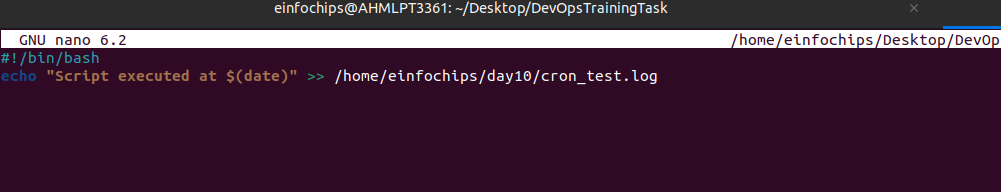 einfochips@AHMLPT3361: ~/Desktop/DevOpsTrainingTask ×
GNU nano 6.2 /home/einfochips/Desktop/DevOp
#!/bin/bash
echo "Script executed at $(date)" >> /home/einfochips/day10/cron_test.log